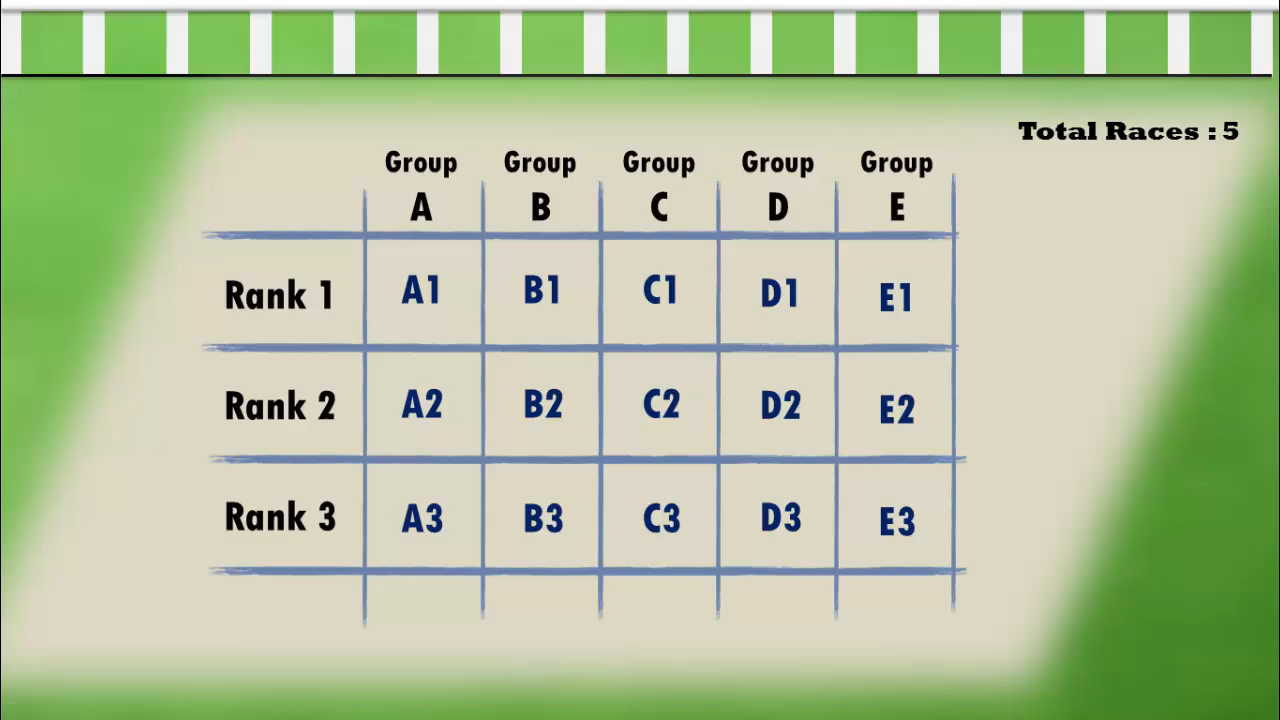 Total Races : 5
Group Group Group Group Group
A B C D E
Rank 1 A1 B1 C1 D1 E1
Rank 2 A2 B2 C2 D2 E2
Rank 3 A3 B3 C3 D3 E3